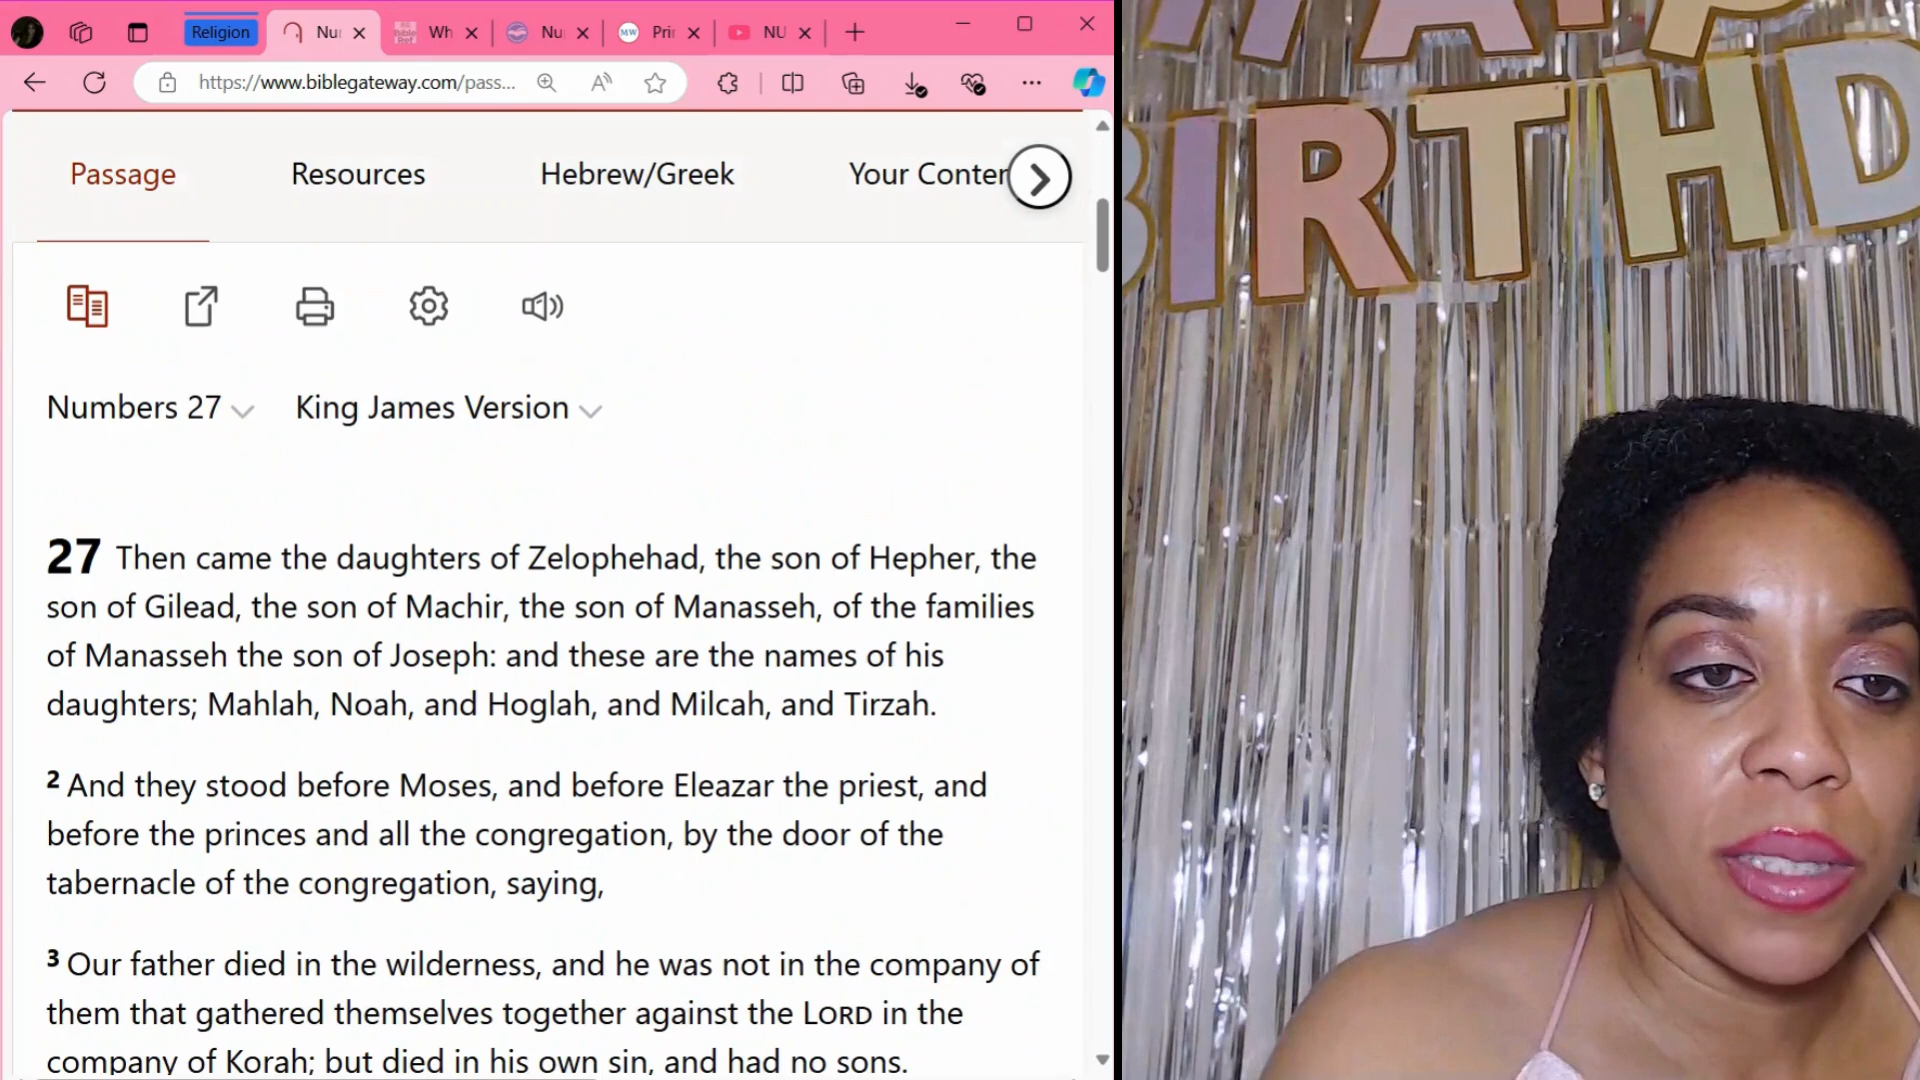 Religion
Nu
Wh
Nu
Pri
NU
https://www.biblegateway.com/pass...
Passage
Resources
Hebrew/Greek
Your Conten
Numbers 27
King James Version
27 Then came the daughters of Zelophehad, the son of Hepher, the
son of Gilead, the son of Machir, the son of Manasseh, of the families
of Manasseh the son of Joseph: and these are the names of his
daughters; Mahlah, Noah, and Hoglah, and Milcah, and Tirzah.
2 And they stood before Moses, and before Eleazar the priest, and
before the princes and all the congregation, by the door of the
tabernacle of the congregation, saying,
3 Our father died in the wilderness, and he was not in the company of
them that gathered themselves together against the LORD in the
company of Korah; but died in his own sin, and had no sons.
BIRTHD